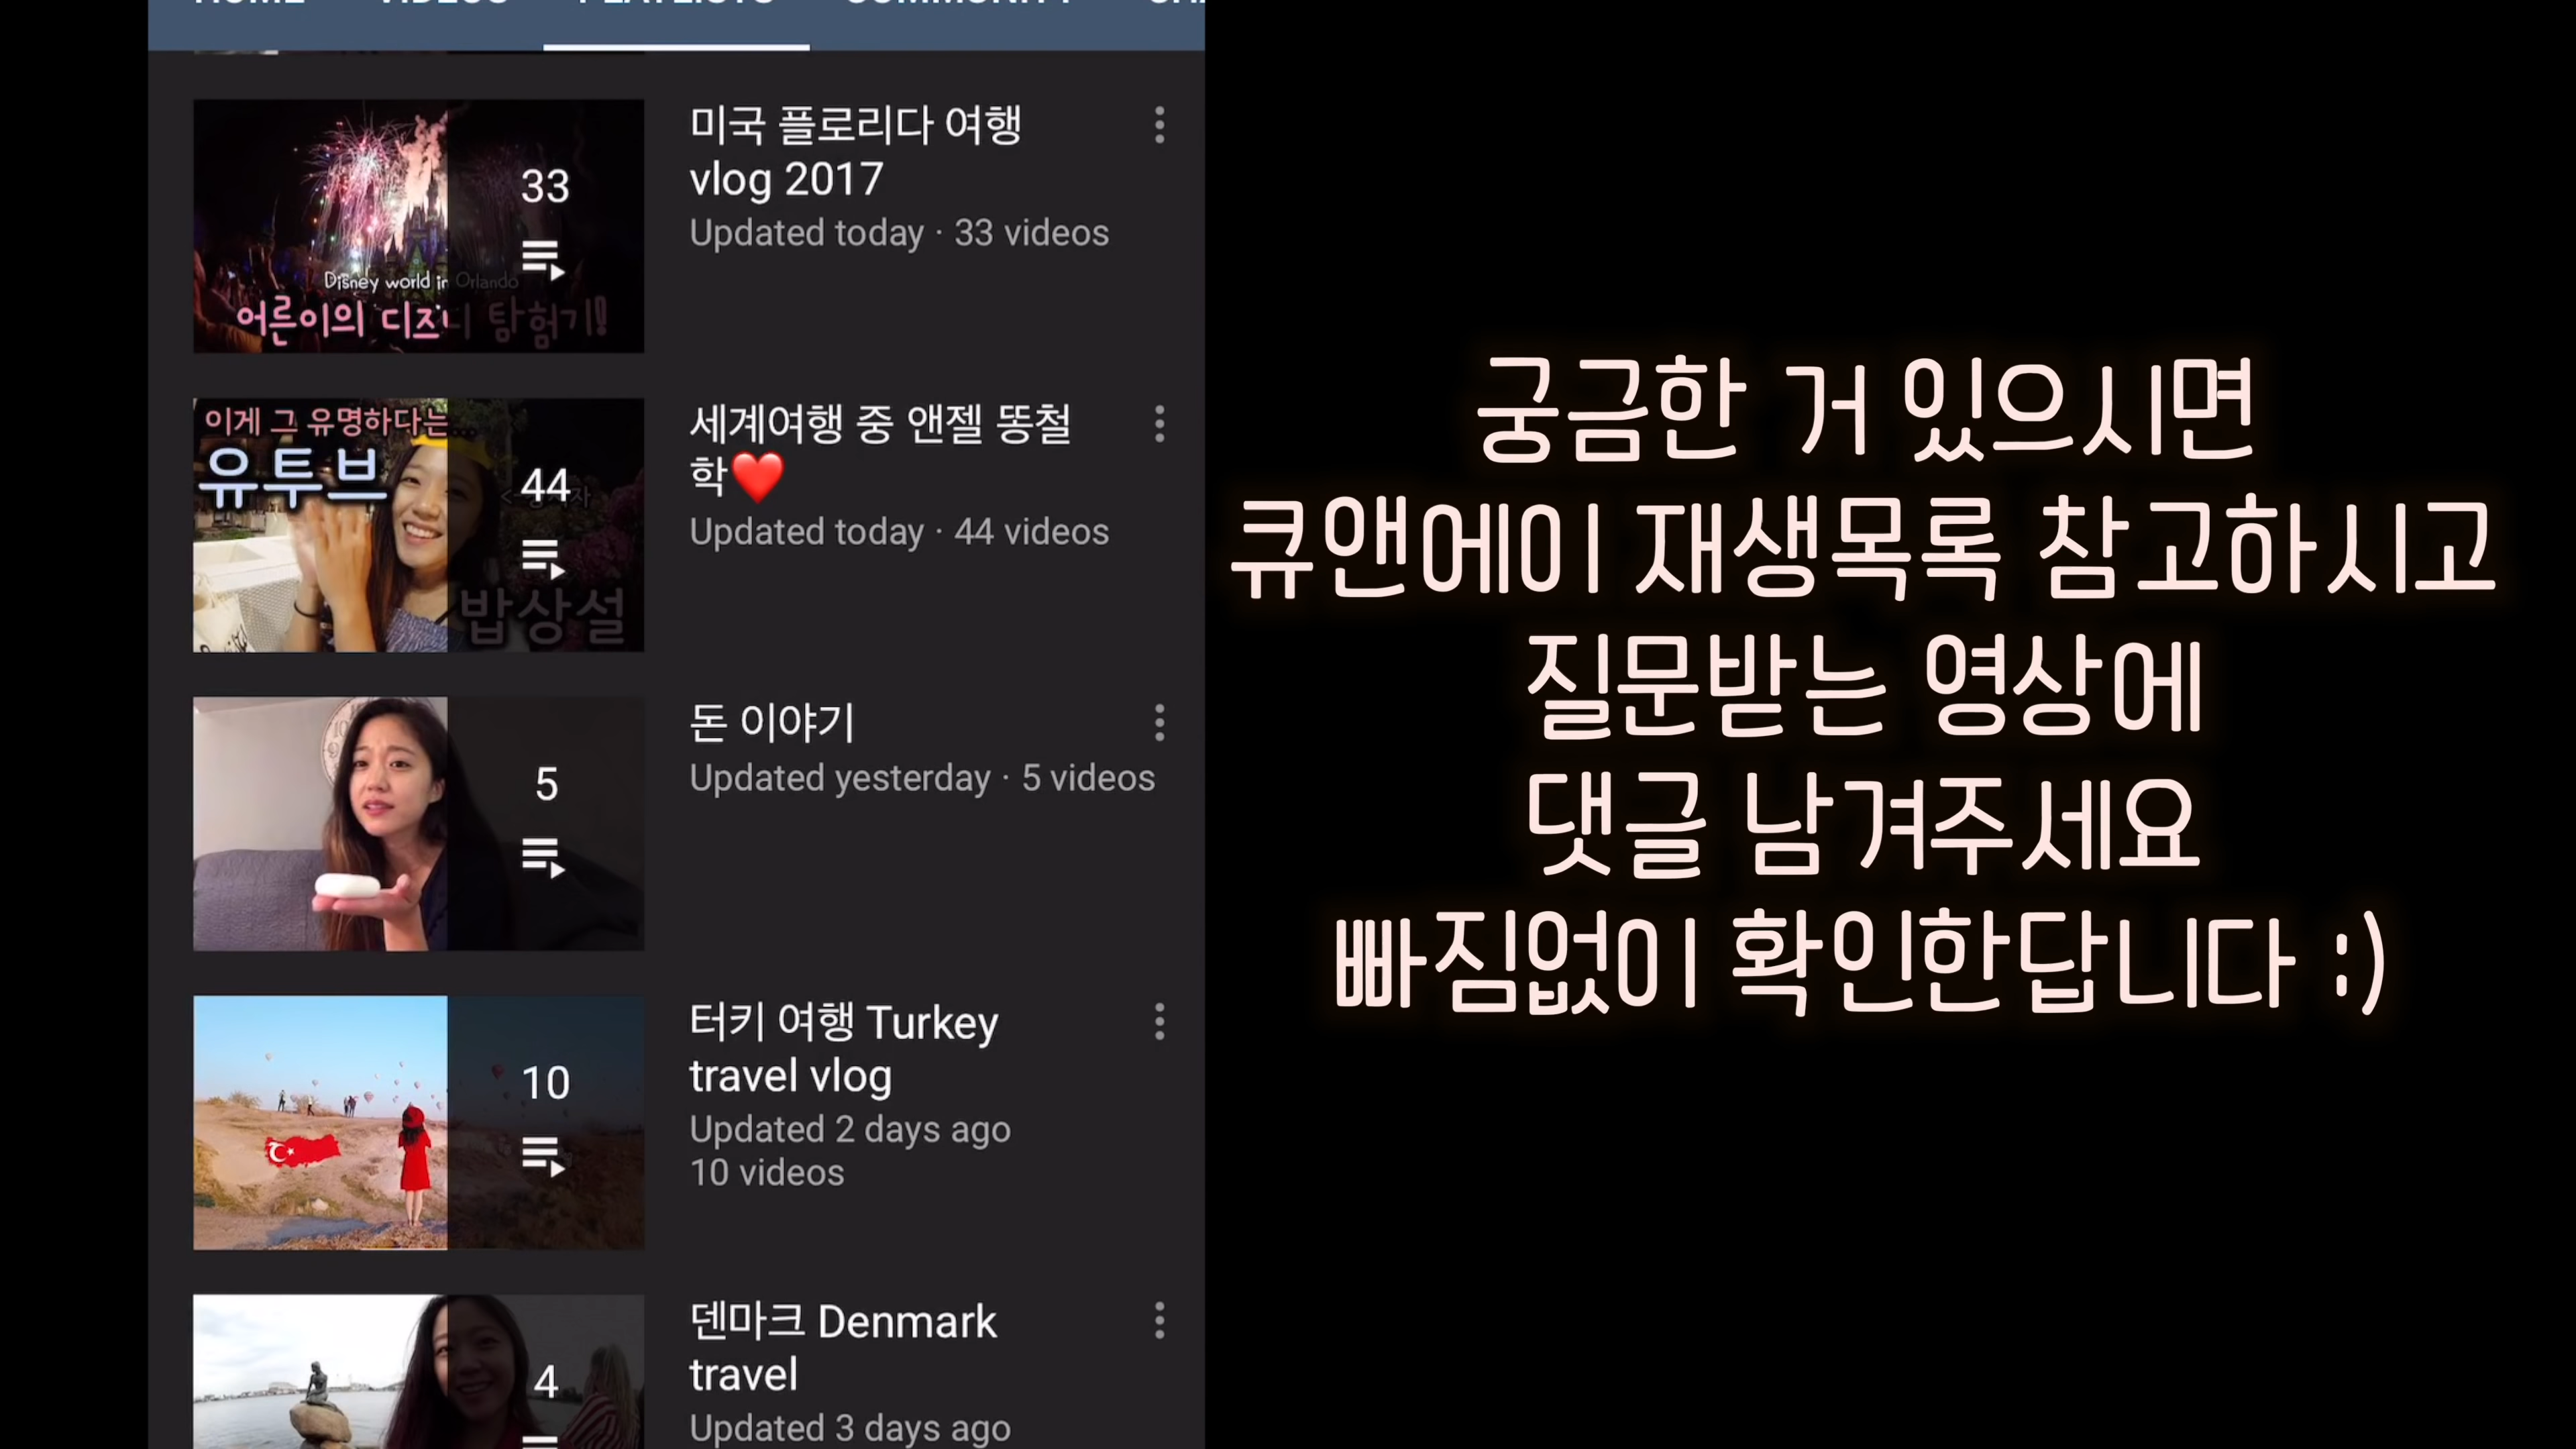 PLAYLISTS
COMMUNITY
33
Disney world in Orlando
어른이의 디즈니 탐험기!
미국 플로리다 여행
vlog 2017
Updated today · 33 videos
이게 그 유명하다는...
유투브
44
밥상설
세계여행 중 앤젤 똥철
학❤️
Updated today · 44 videos
5
돈 이야기
Updated yesterday · 5 videos
10
터키 여행 Turkey
travel vlog
Updated 2 days ago
10 videos
4
덴마크 Denmark
travel
Updated 3 days ago
궁금한 거 있으시면
큐앤에이 재생목록 참고하시고
질문받는 영상에
댓글 남겨주세요
빠짐없이 확인한답니다 :)